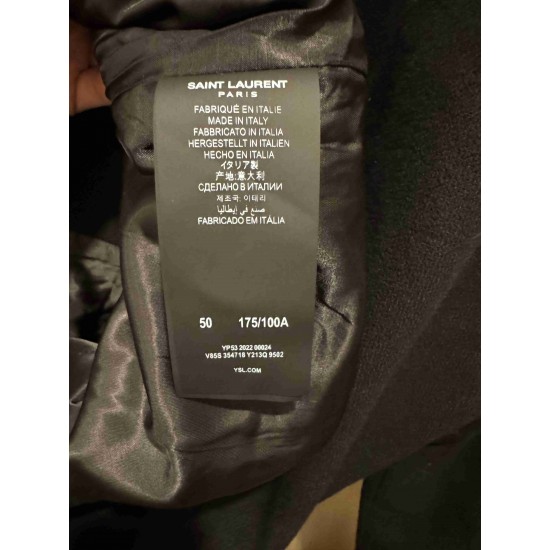 SAINT LAURENT
PARIS
FABRIQUÉ EN ITALIE
MADE IN ITALY
FABBRICATO IN ITALIA
HERGESTELLT IN ITALIEN
HECHO EN ITALIA
イタリア製
产地:意大利
СДЕЛАНО В ИТАЛИИ
제조국: 이태리
صنع في إيطاليا
FABRICADO EM ITÁLIA
50 175/100A
YP53 2022 00024
V85S 354718 Y213Q 9502
YSL.COM